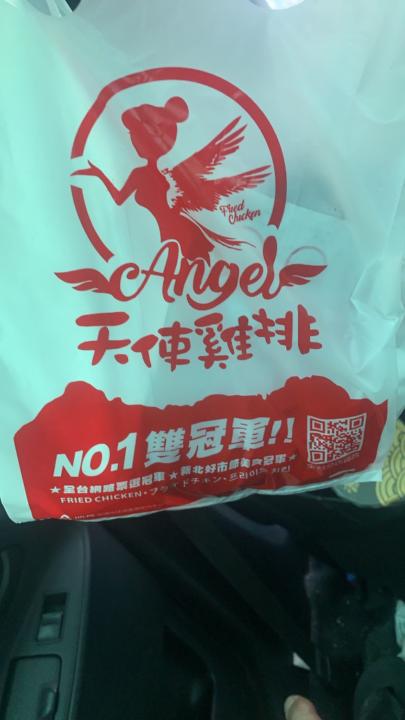 Fried
Chicken
Angel
天使雞排
NO.1 雙冠軍!!
★全台網路票選冠軍★新北好市節美食冠軍★
FRIED CHICKEN・フライドチキン・프라이드 치킨